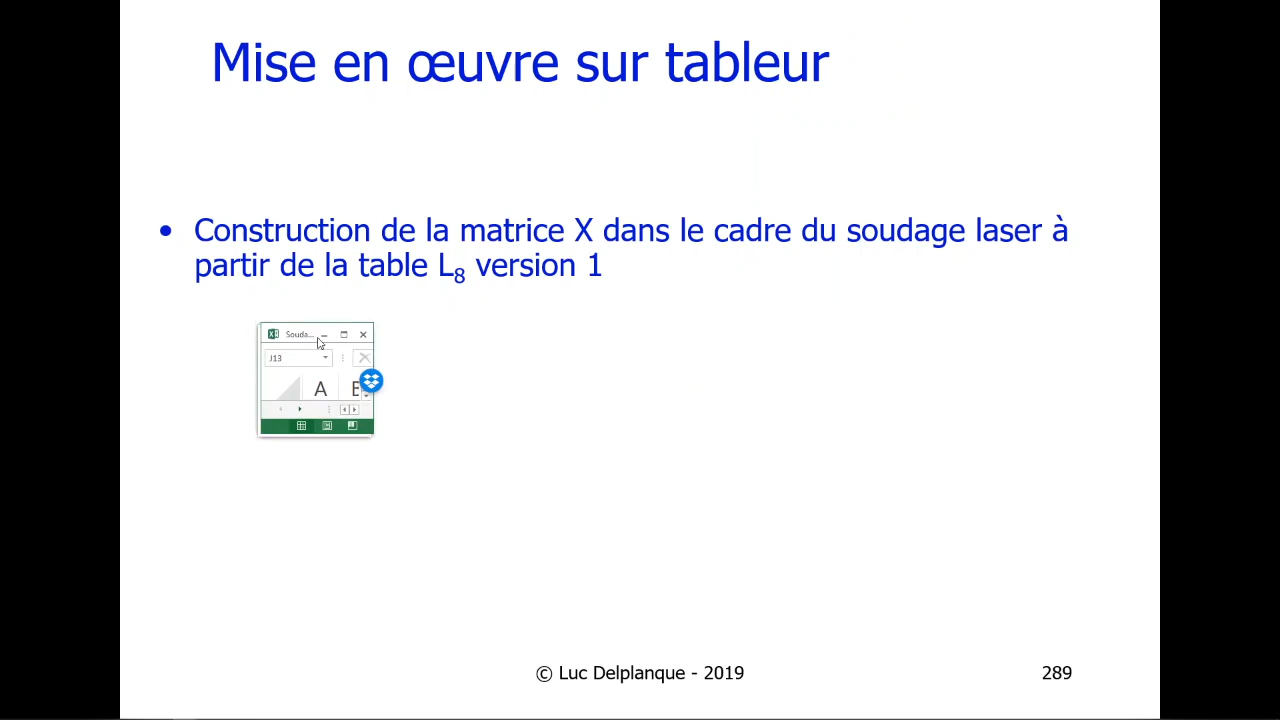 Mise en œuvre sur tableur
• Construction de la matrice X dans le cadre du soudage laser à
partir de la table L₈ version 1
Souda...
J13
A
© Luc Delplanque - 2019
289